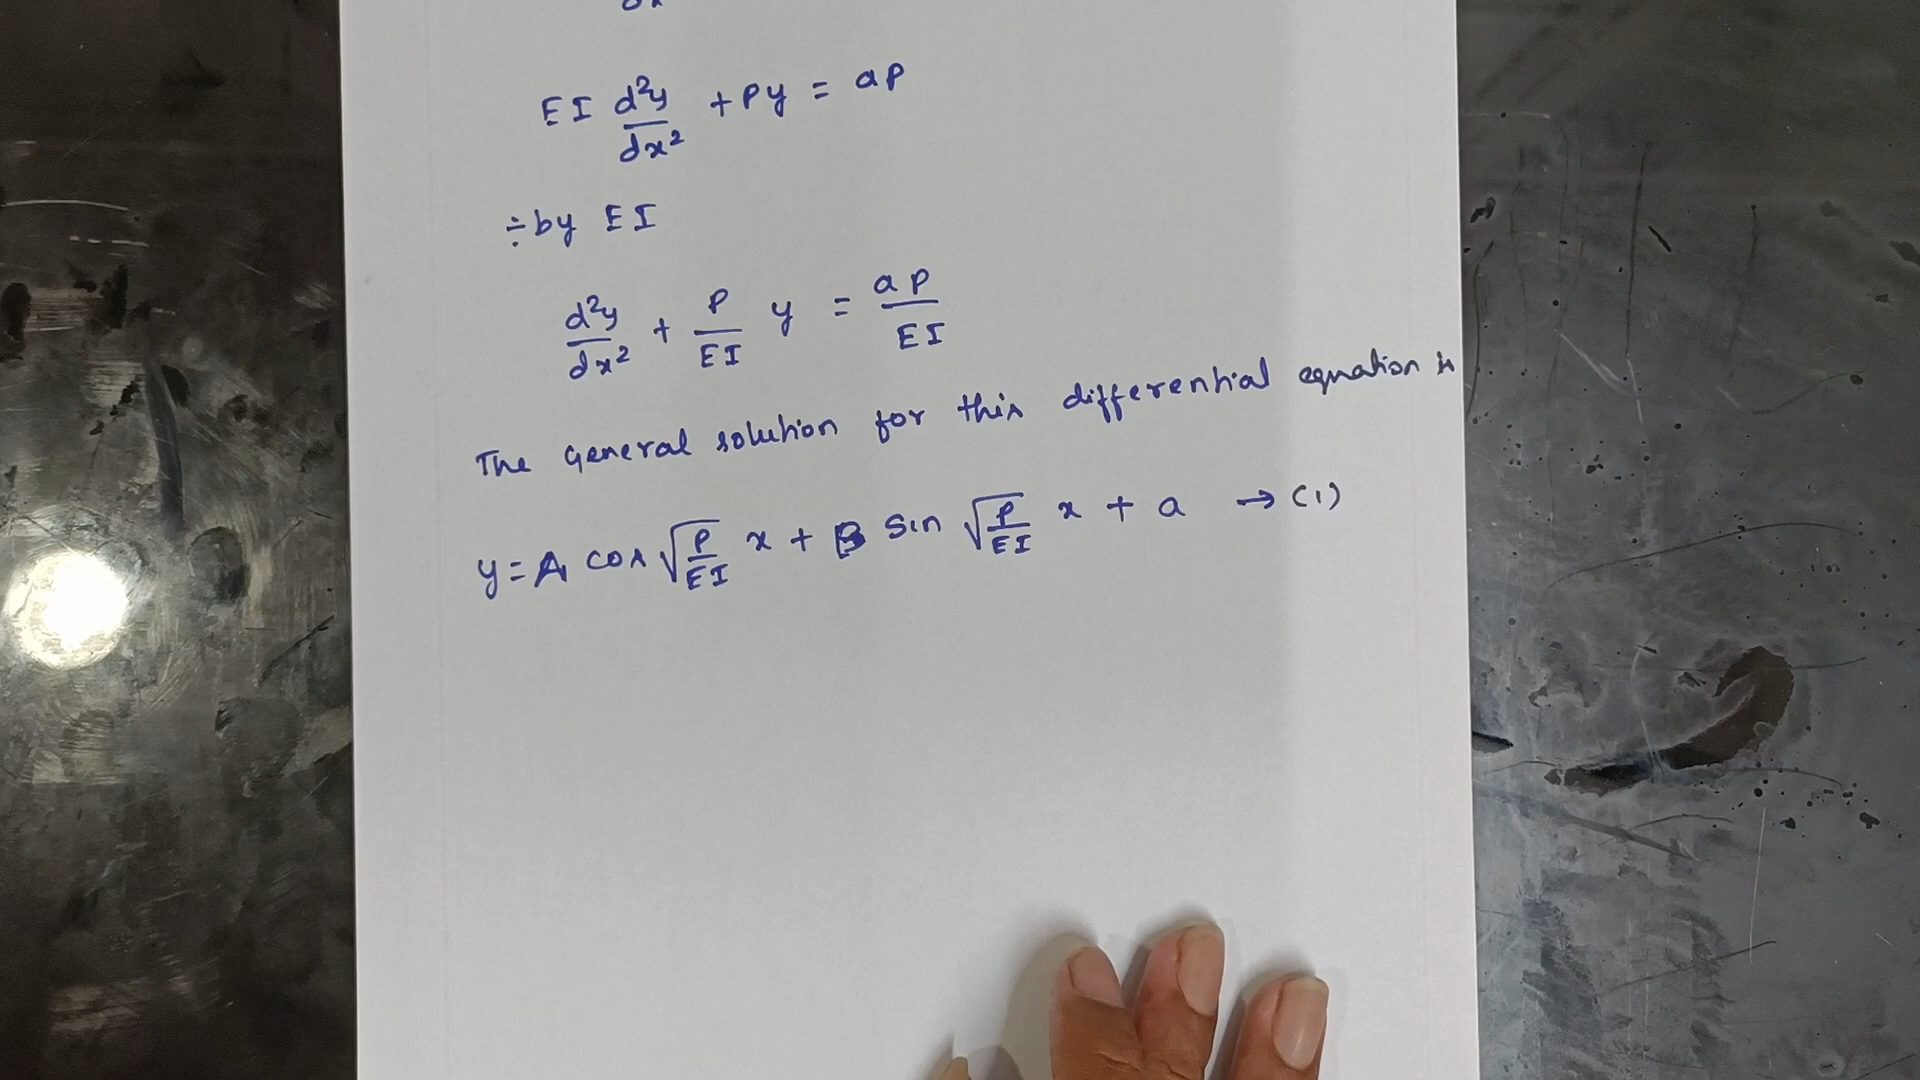 EI d²y/dx² + Py = aP
÷ by EI
d²y/dx² + P/EI y = aP/EI
The General solution for this differential equation is
y = A cos √(P/EI) x + B sin √(P/EI) x + a → (1)